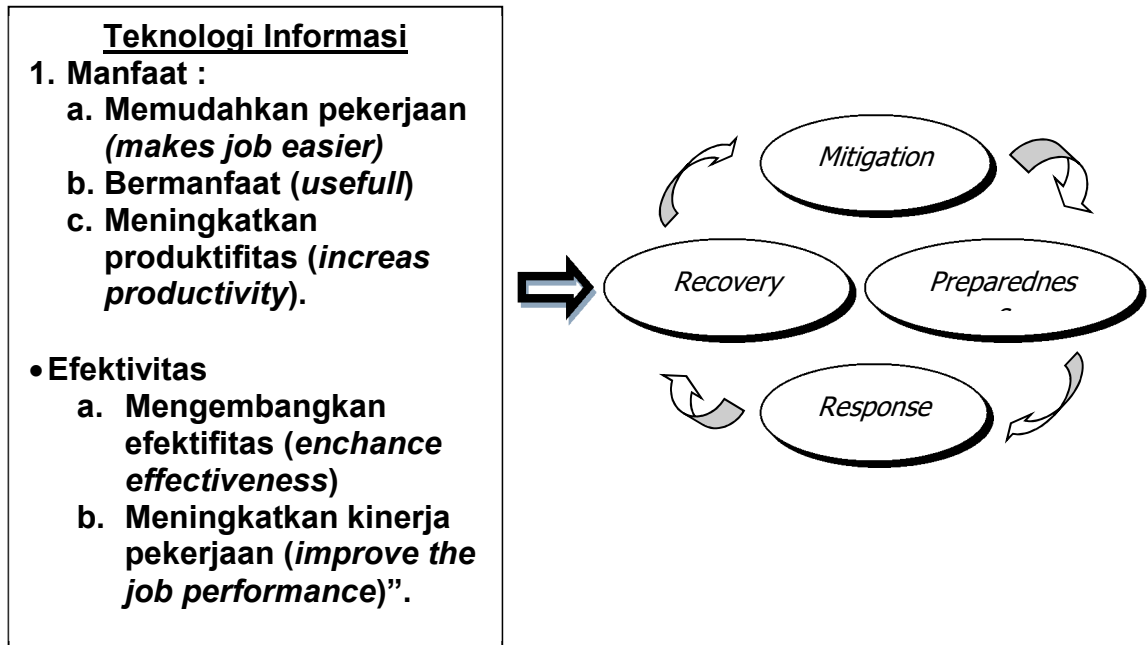 Teknologi Informasi
1. Manfaat :
a. Memudahkan pekerjaan
(makes job easier)
b. Bermanfaat (usefull)
c. Meningkatkan
produktifitas (increas
productivity).
• Efektivitas
a. Mengembangkan
efektifitas (enchance
effectiveness)
b. Meningkatkan kinerja
pekerjaan (improve the
job performance)”.
Mitigation
Recovery
Preparednes
Response